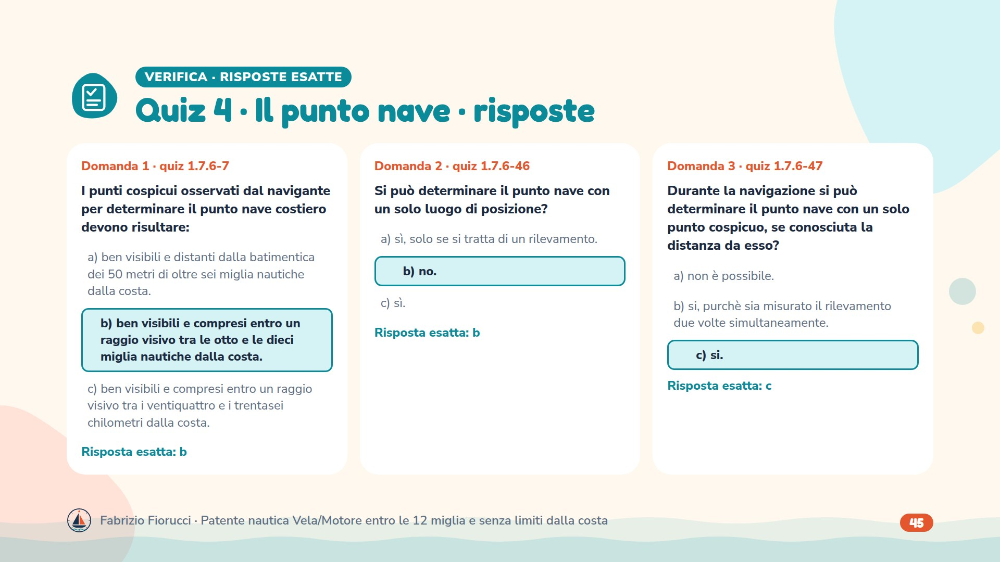 VERIFICA · RISPOSTE ESATTE
Quiz 4 · Il punto nave · risposte
Domanda 1 · quiz 1.7.6-7
I punti cospicui osservati dal navigante
per determinare il punto nave costiero
devono risultare:
a) ben visibili e distanti dalla batimentica
dei 50 metri di oltre sei miglia nautiche
dalla costa.
b) ben visibili e compresi entro un
raggio visivo tra le otto e le dieci
miglia nautiche dalla costa.
c) ben visibili e compresi entro un raggio
visivo tra i ventiquattro e i trentasei
chilometri dalla costa.
Risposta esatta: b
Domanda 2 · quiz 1.7.6-46
Si può determinare il punto nave con
un solo luogo di posizione?
a) sì, solo se si tratta di un rilevamento.
b) no.
c) sì.
Risposta esatta: b
Domanda 3 · quiz 1.7.6-47
Durante la navigazione si può
determinare il punto nave con un solo
punto cospicuo, se conosciuta la
distanza da esso?
a) non è possibile.
b) si, purchè sia misurato il rilevamento
due volte simultaneamente.
c) si.
Risposta esatta: c
Fabrizio Fiorucci · Patente nautica Vela/Motore entro le 12 miglia e senza limiti dalla costa
45